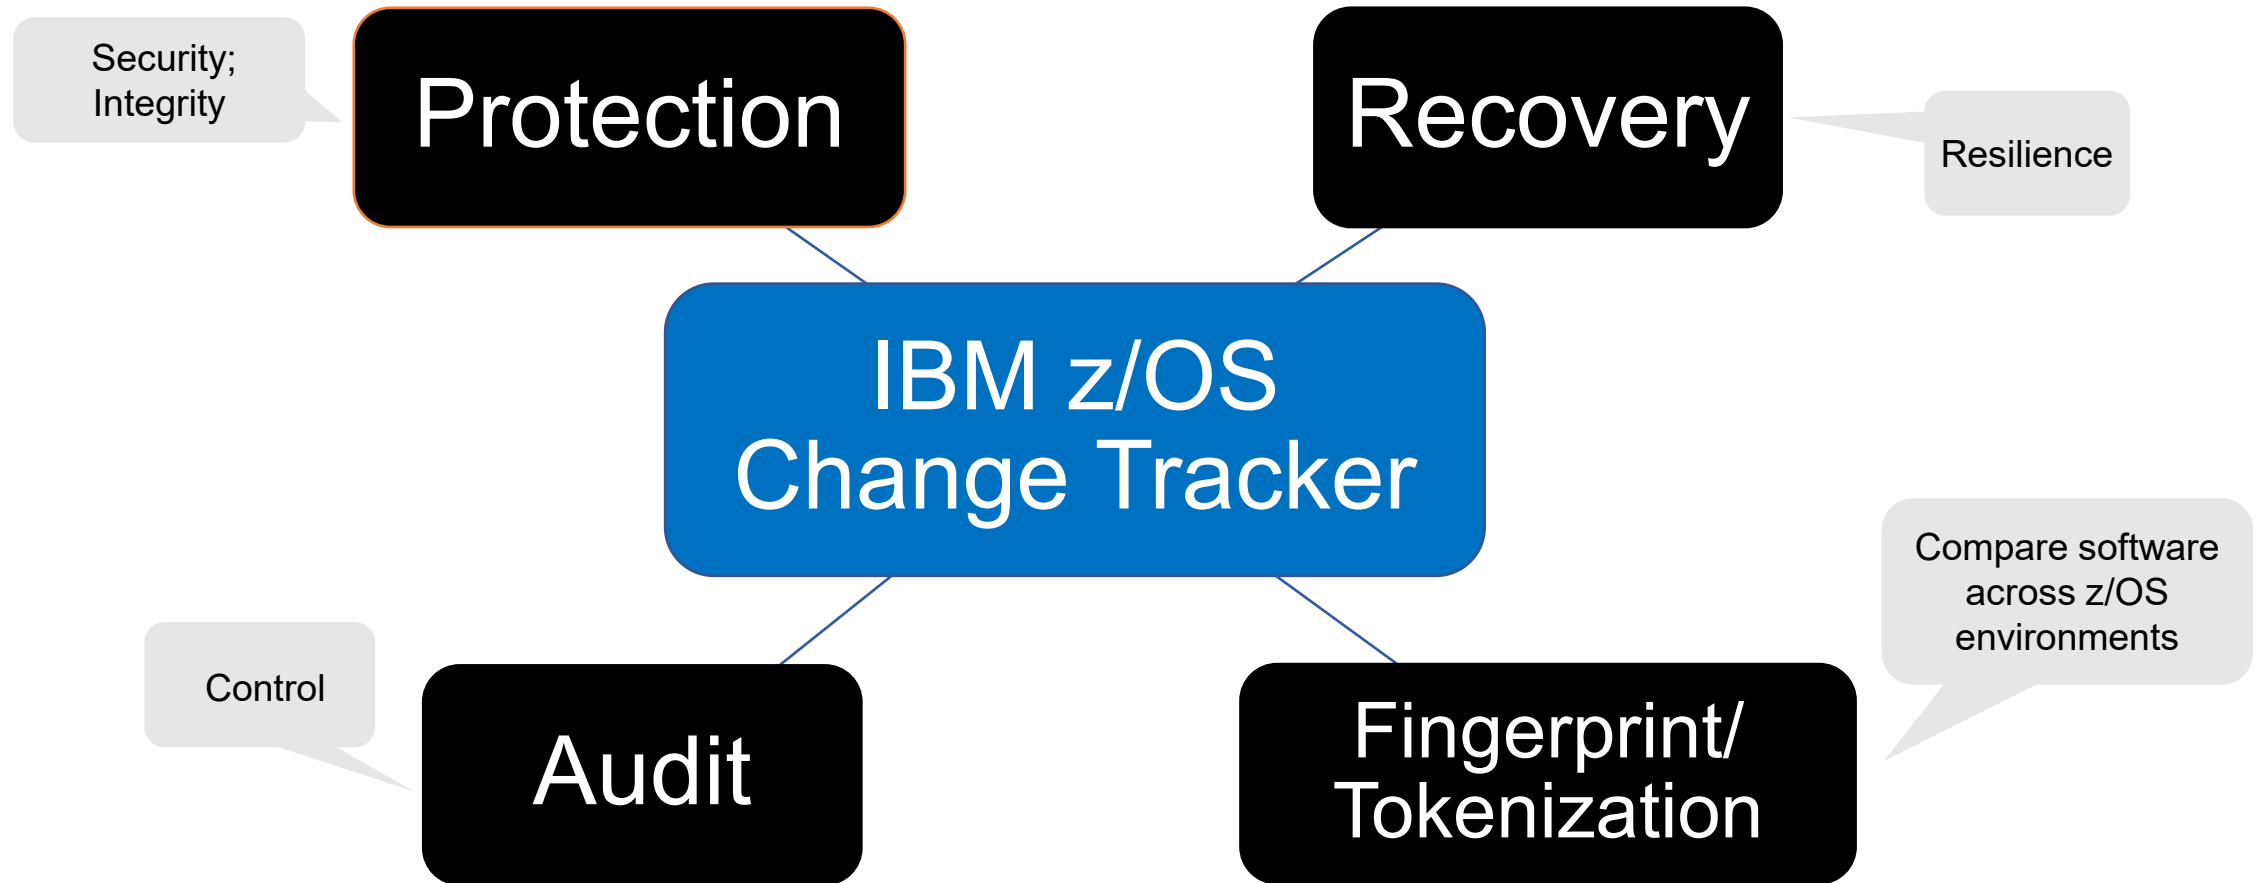 Security;
Integrity
Protection
Recovery
Resilience
IBM z/OS
Change Tracker
Compare software
across z/OS
environments
Control
Audit
Fingerprint/
Tokenization